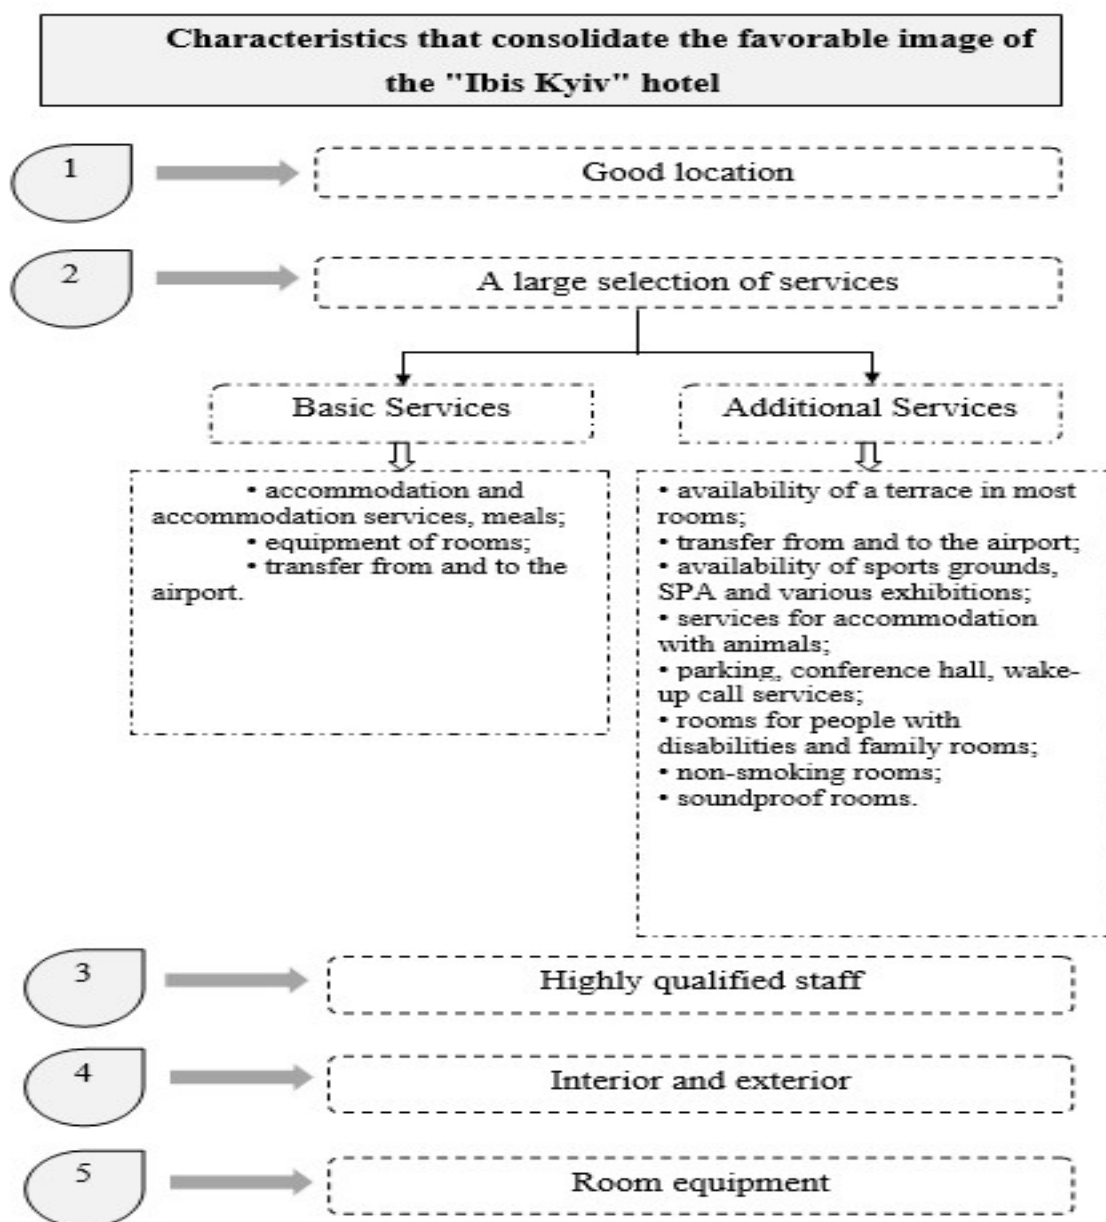 Characteristics that consolidate the favorable image of
the "Ibis Kyiv" hotel
1
Good location
2
A large selection of services
Basic Services
• accommodation and
accommodation services, meals;
• equipment of rooms;
• transfer from and to the
airport.
Additional Services
• availability of a terrace in most
rooms;
• transfer from and to the airport;
• availability of sports grounds,
SPA and various exhibitions;
• services for accommodation
with animals;
• parking, conference hall, wake-
up call services;
• rooms for people with
disabilities and family rooms;
• non-smoking rooms;
• soundproof rooms.
3
Highly qualified staff
4
Interior and exterior
5
Room equipment